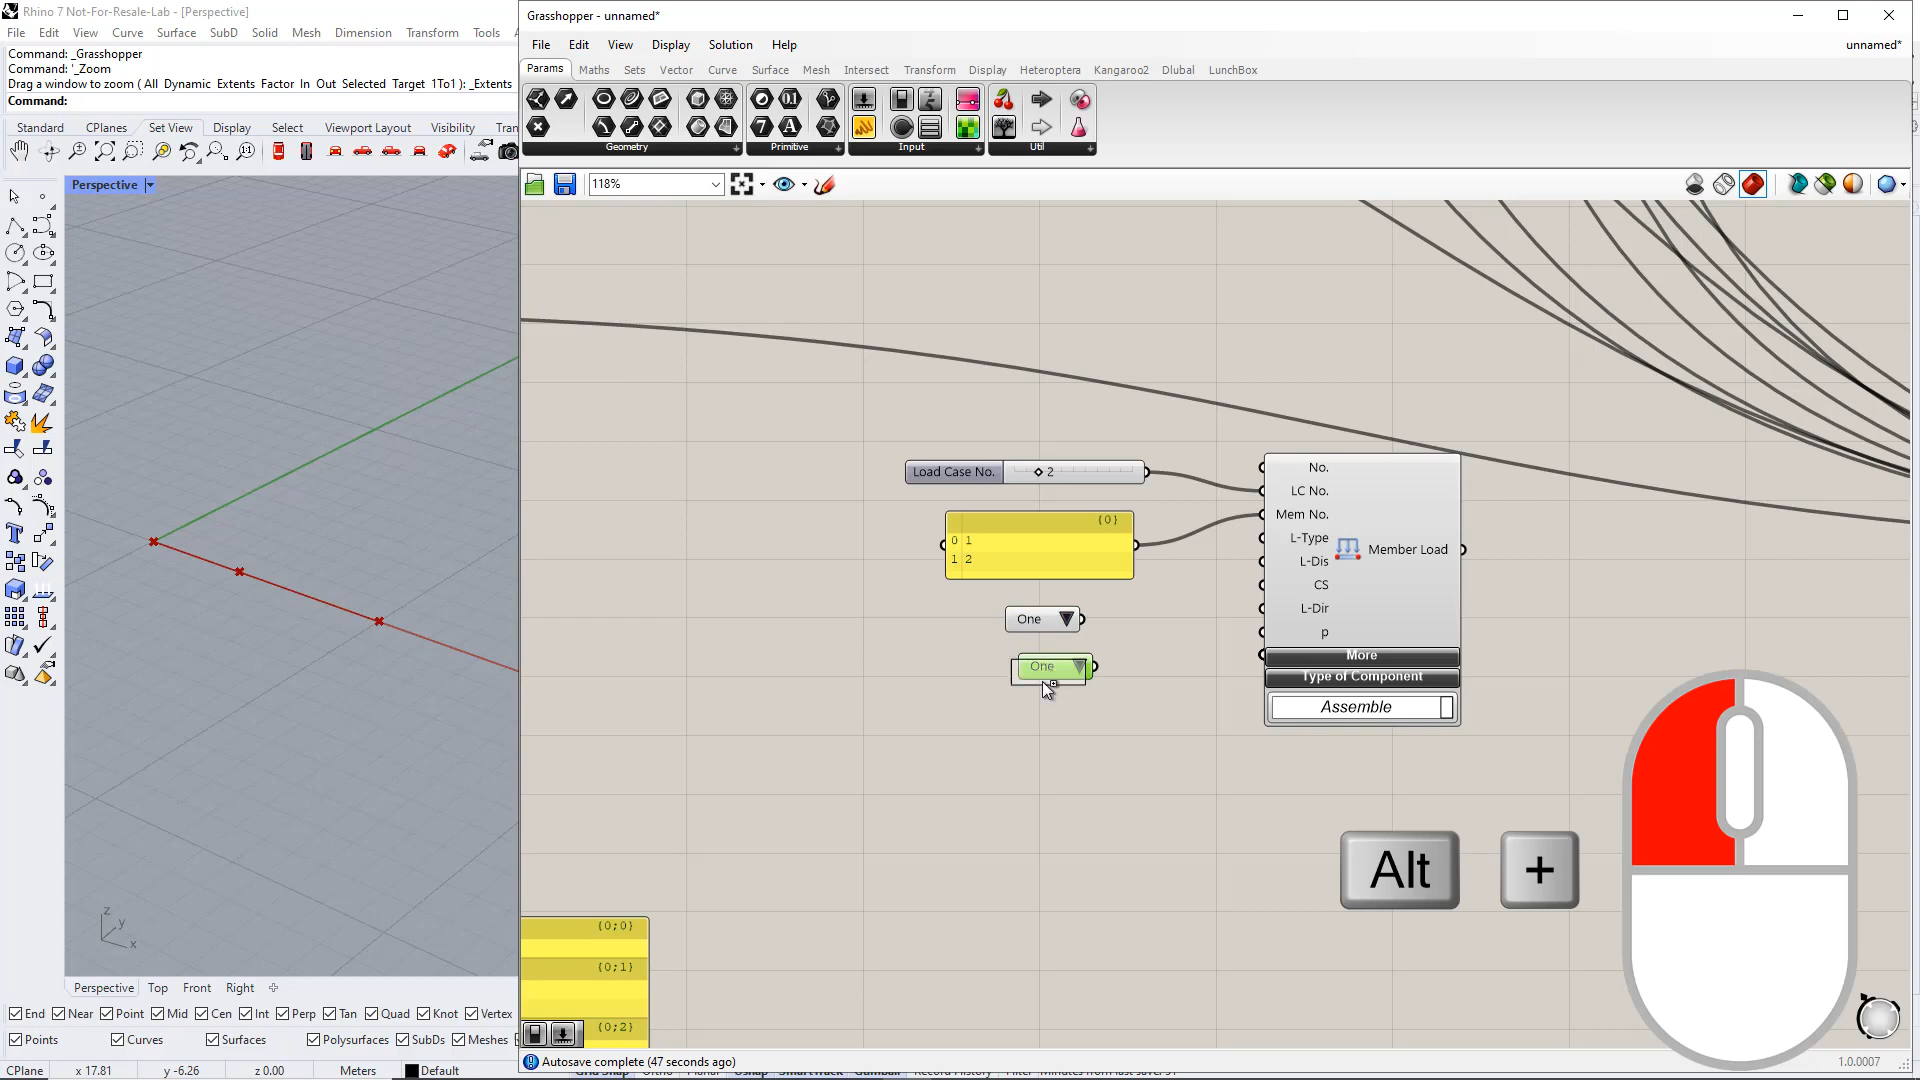 Rhino 7 Not-For-Resale-Lab - [Perspective]
File Edit View Curve Surface SubD Solid Mesh Dimension Transform Tools
Command: _Grasshopper
Command: '_Zoom
Drag a window to zoom ( All Dynamic Extents Factor In Out Selected Target 1To1 ): _Extents
Command:
Standard CPlanes Set View Display Select Viewport Layout Visibility Tran
Perspective
z
y
x
Perspective Top Front Right
End Near Point Mid Cen Int Perp Tan Quad Knot Vertex
Points Curves Surfaces Polysurfaces SubDs Meshes
CPlane x 17.81 y -6.26 z 0.00 Meters Default
Grasshopper - unnamed*
File Edit View Display Solution Help unnamed*
Params Maths Sets Vector Curve Surface Mesh Intersect Transform Display Heteroptera Kangaroo2 Dlubal LunchBox
Geometry Primitive Input Util
118%
Load Case No. 2
{0}
0 1
1 2
One
One
No.
LC No.
Mem No.
L-Type
L-Dis
CS
L-Dir
p
Member Load
More
Type of Component
Assemble
Alt +
{0;0}
{0;1}
{0;2}
Autosave complete (47 seconds ago) 1.0.0007